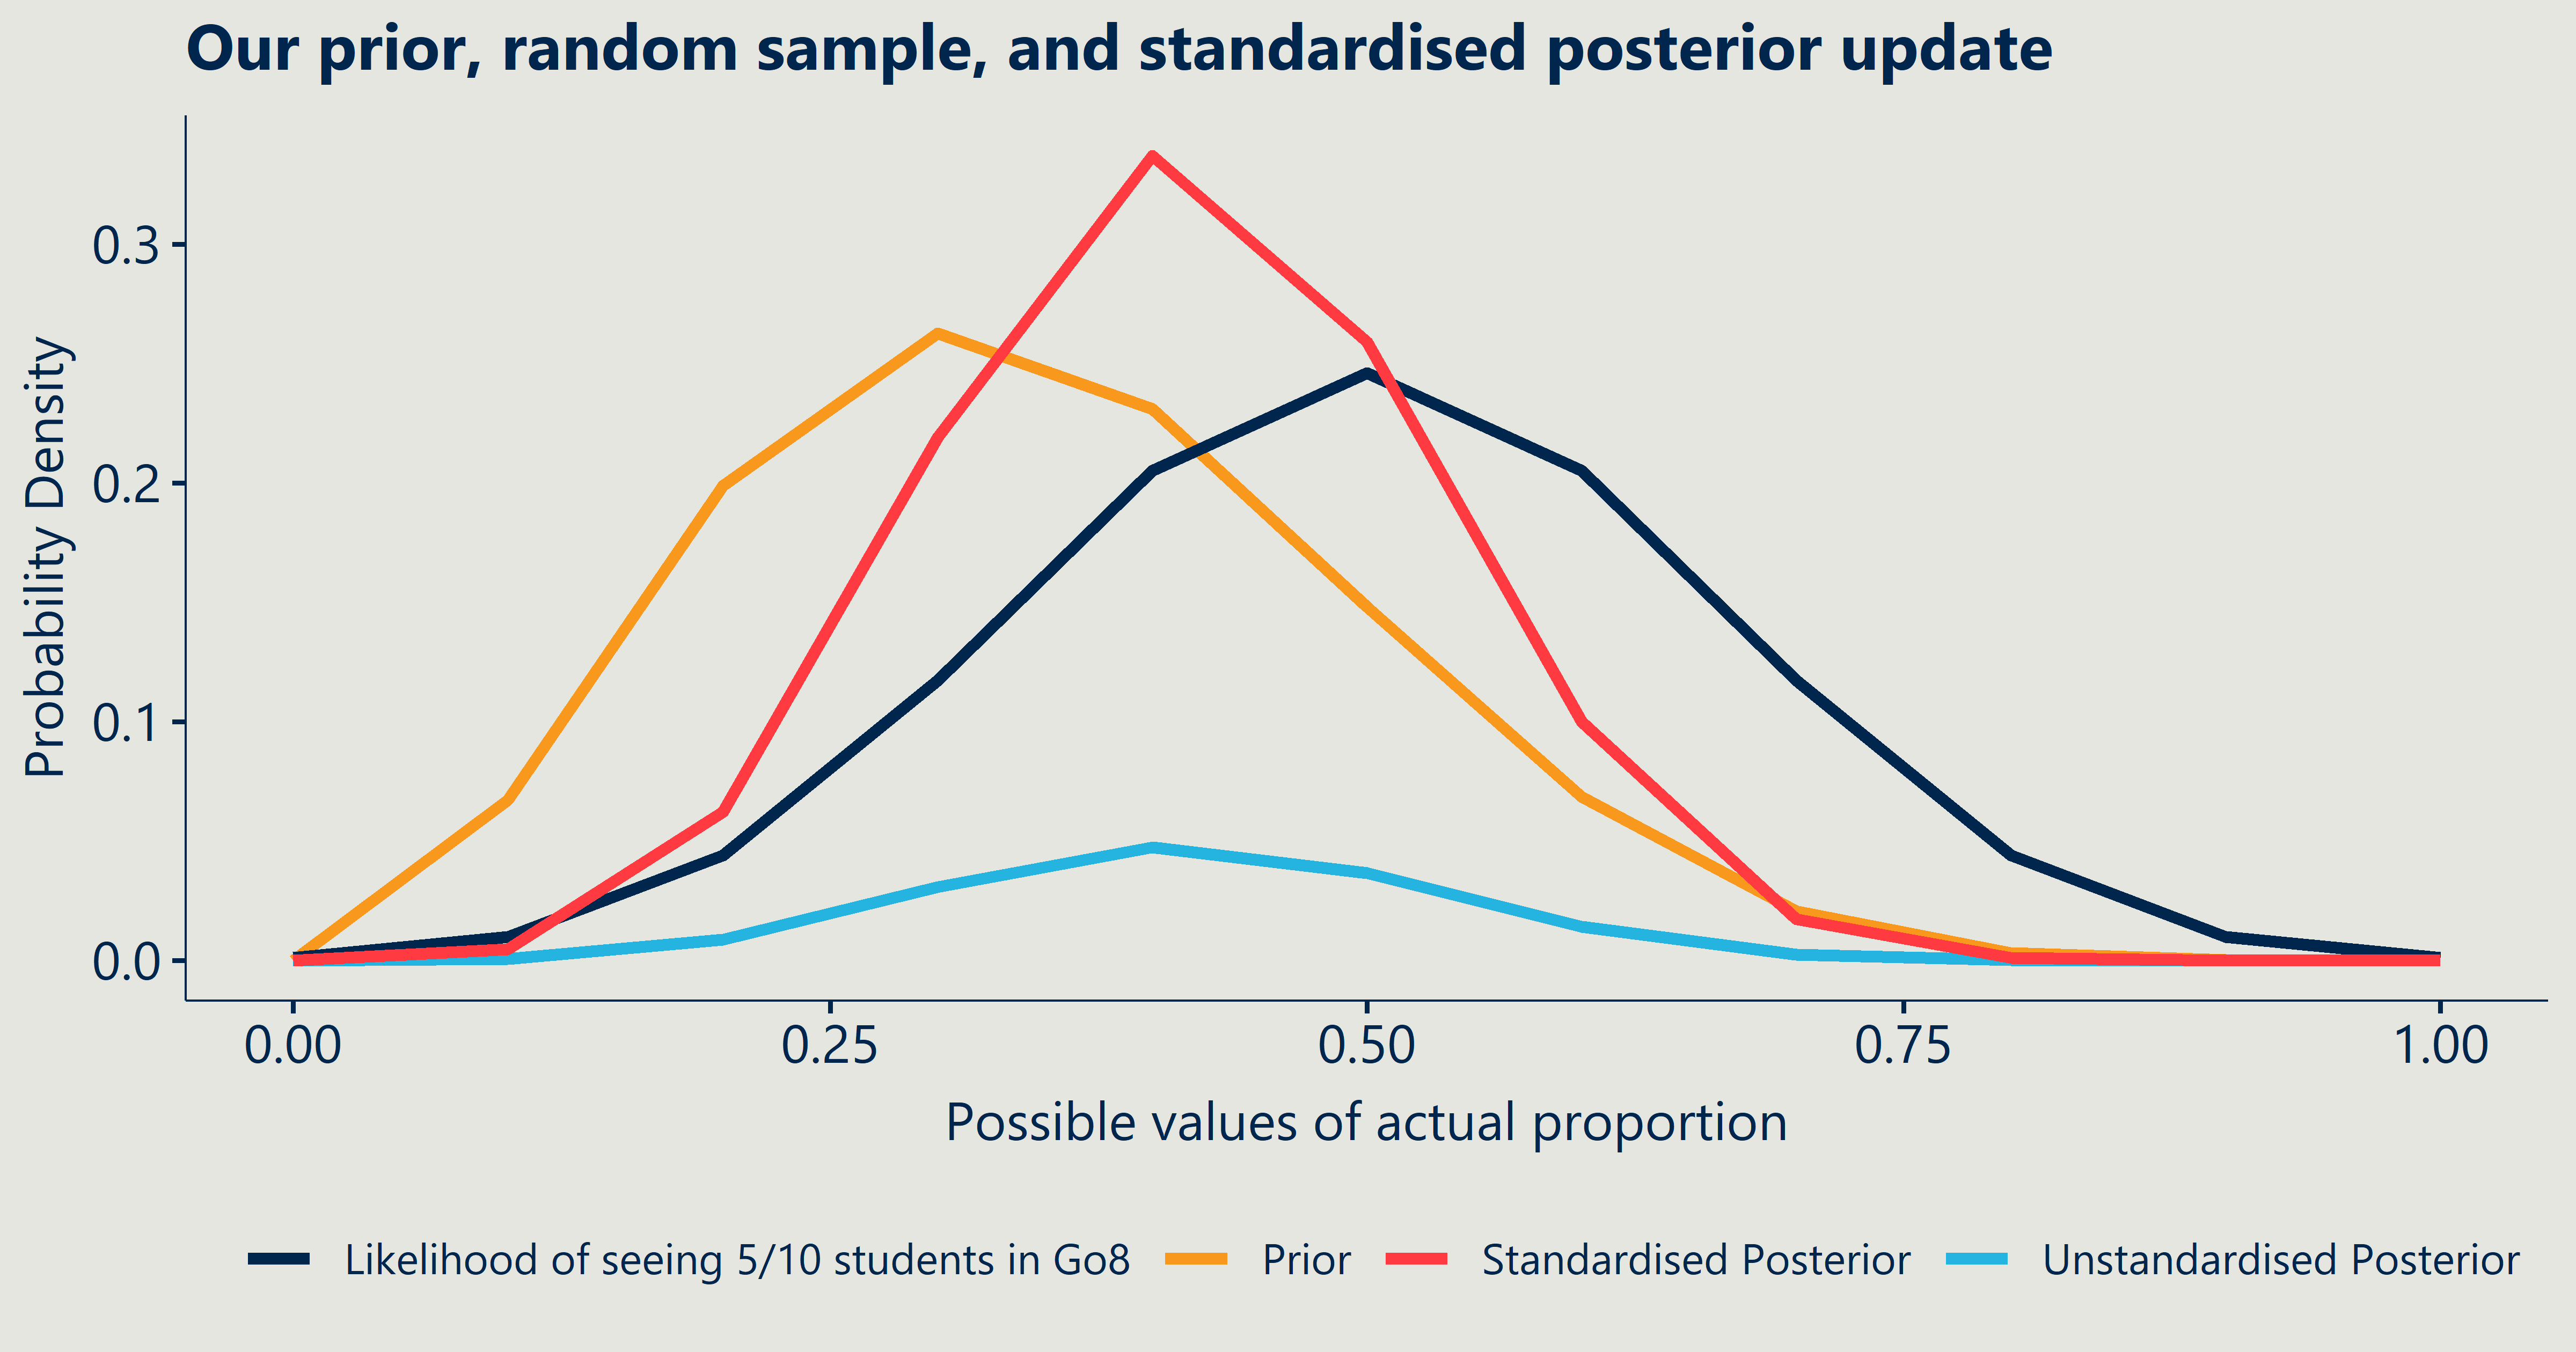 Our prior, random sample, and standardised posterior update
Probability Density
0.3
0.2
0.1
0.0
0.00 0.25 0.50 0.75 1.00
Possible values of actual proportion
Likelihood of seeing 5/10 students in Go8 Prior Standardised Posterior Unstandardised Posterior